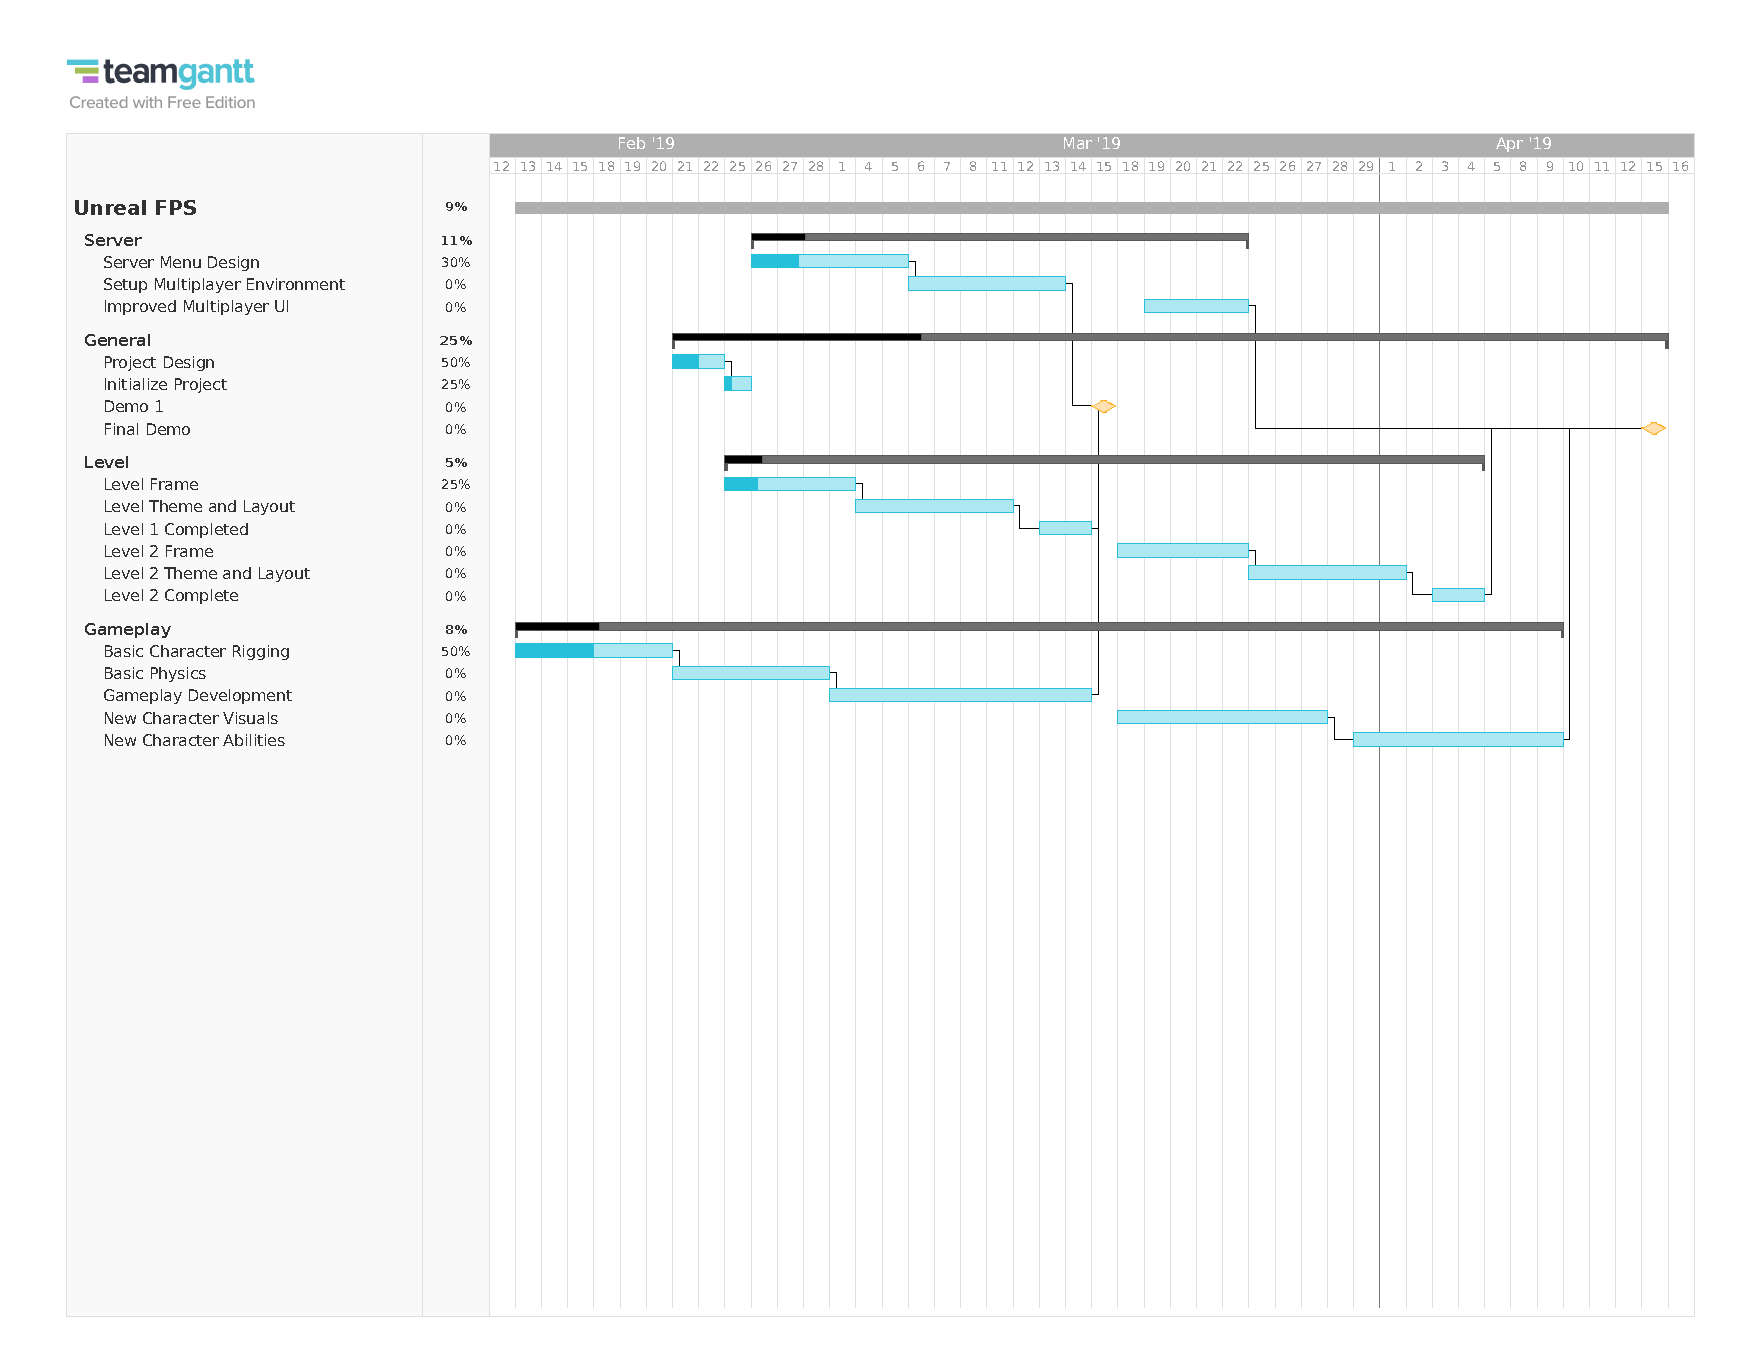 teamgantt
Created with Free Edition
Feb '19 Mar '19 Apr '19
12 13 14 15 18 19 20 21 22 25 26 27 28 1 4 5 6 7 8 11 12 13 14 15 18 19 20 21 22 25 26 27 28 29 1 2 3 4 5 8 9 10 11 12 15 16
Unreal FPS 9%
Server 11%
Server Menu Design 30%
Setup Multiplayer Environment 0%
Improved Multiplayer UI 0%
General 25%
Project Design 50%
Initialize Project 25%
Demo 1 0%
Final Demo 0%
Level 5%
Level Frame 25%
Level Theme and Layout 0%
Level 1 Completed 0%
Level 2 Frame 0%
Level 2 Theme and Layout 0%
Level 2 Complete 0%
Gameplay 8%
Basic Character Rigging 50%
Basic Physics 0%
Gameplay Development 0%
New Character Visuals 0%
New Character Abilities 0%